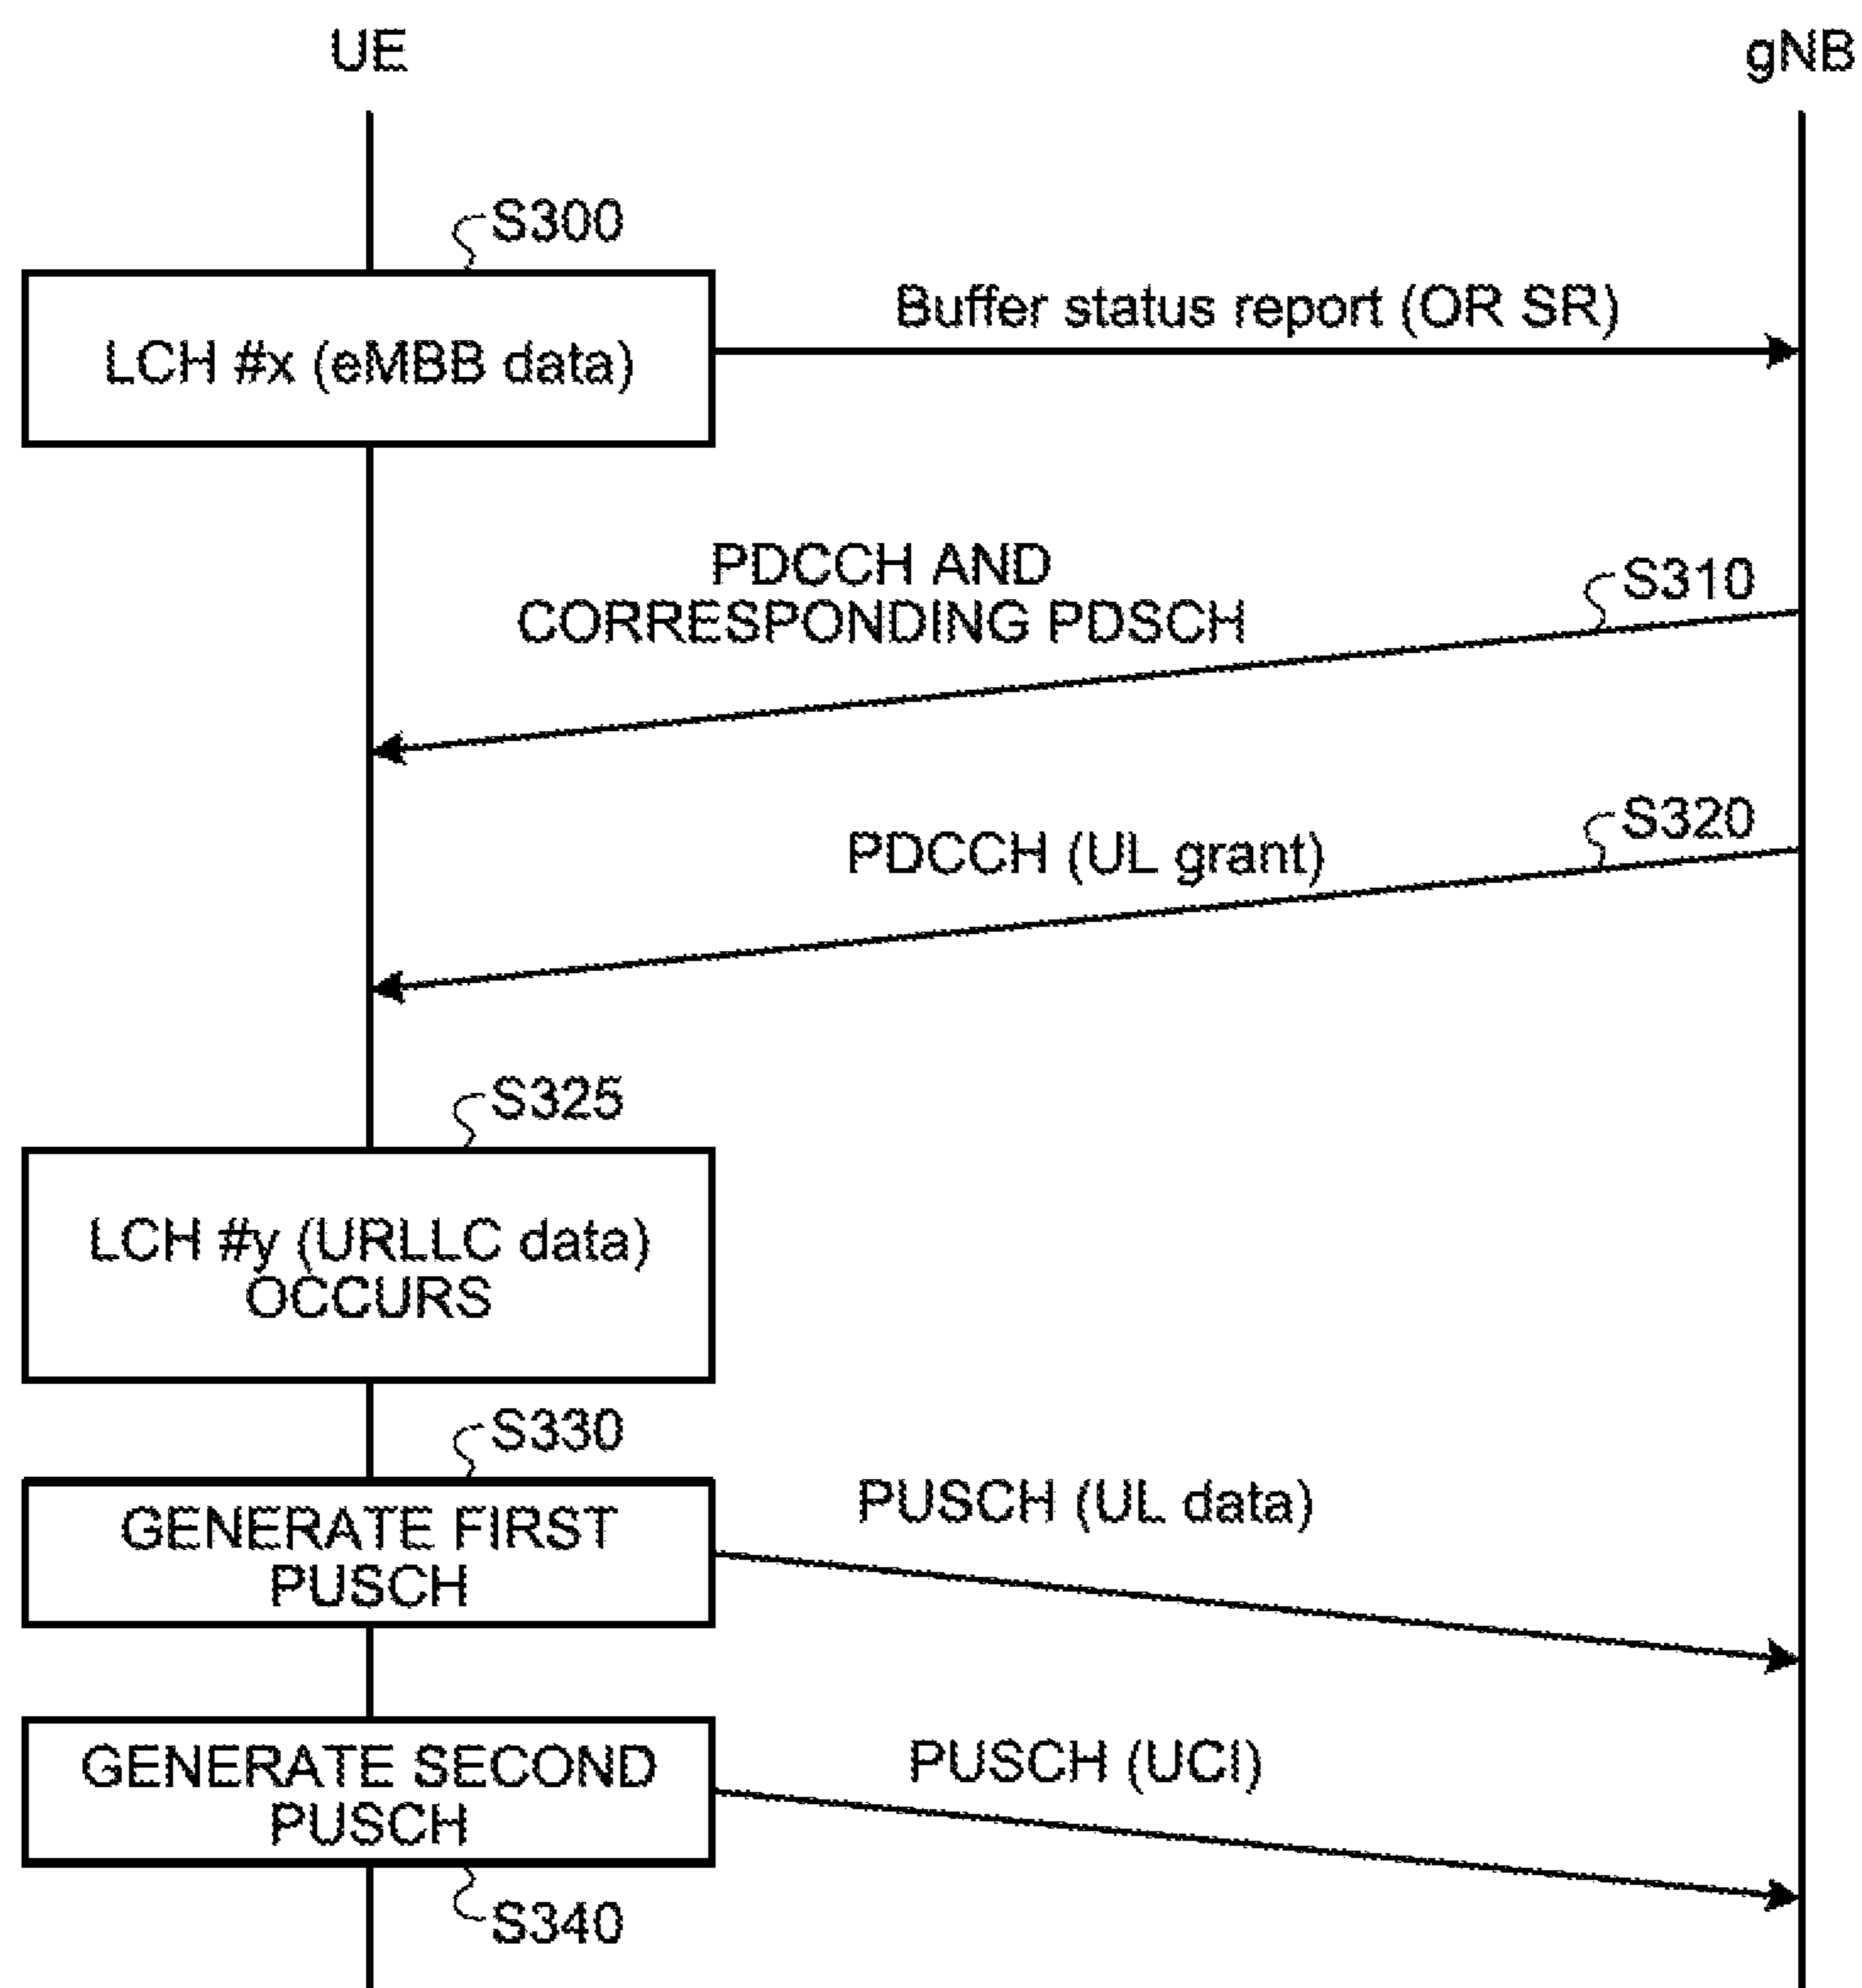 UE
gNB
S300
LCH #x (eMBB data)
Buffer status report (OR SR)
PDCCH AND
CORRESPONDING PDSCH
S310
PDCCH (UL grant)
S320
S325
LCH #y (URLLC data)
OCCURS
S330
GENERATE FIRST
PUSCH
PUSCH (UL data)
GENERATE SECOND
PUSCH
PUSCH (UCI)
S340